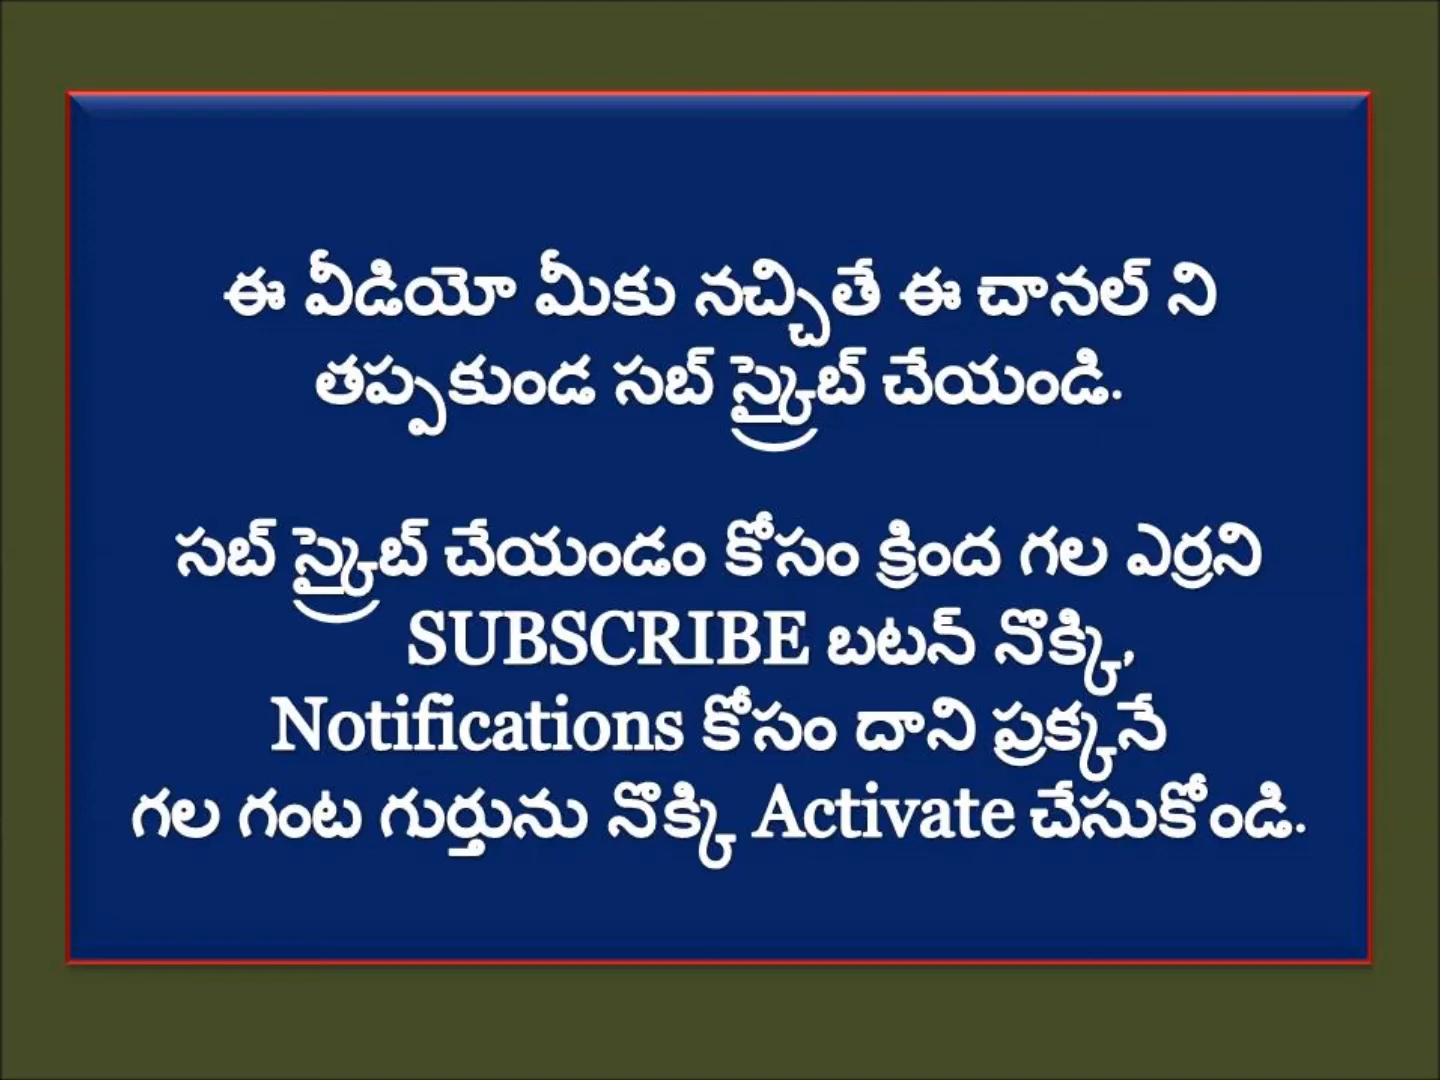 ఈ వీడియో మీకు నచ్చితే ఈ చానల్ ని
తప్పకుండ సబ్ స్క్రైబ్ చేయండి.
సబ్ స్క్రైబ్ చేయండం కోసం క్రింద గల ఎర్రని
SUBSCRIBE బటన్ నొక్కి,
Notifications కోసం దాని ప్రక్కనే
గల గంట గుర్తును నొక్కి Activate చేసుకోండి.